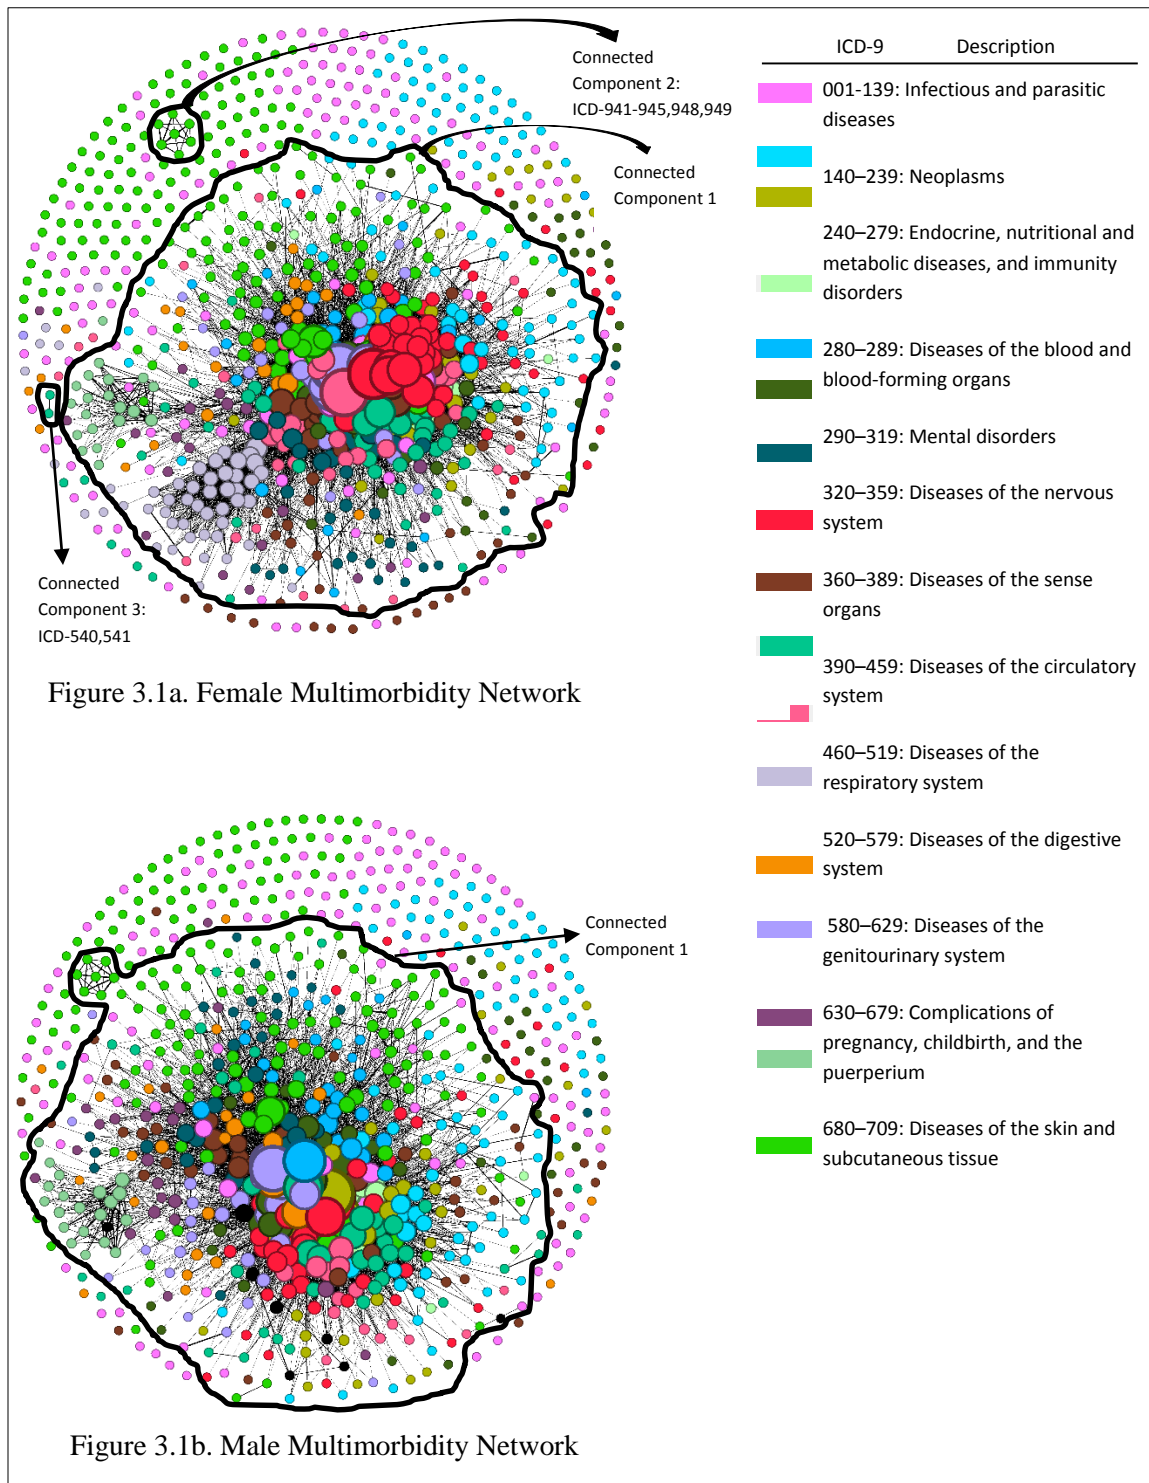 Connected
Component 2:
ICD-941-945,948,949
Connected
Component 1
Connected
Component 3:
ICD-540,541
Figure 3.1a. Female Multimorbidity Network
Connected
Component 1
Figure 3.1b. Male Multimorbidity Network
ICD-9 Description
001-139: Infectious and parasitic
diseases
140–239: Neoplasms
240–279: Endocrine, nutritional and
metabolic diseases, and immunity
disorders
280–289: Diseases of the blood and
blood-forming organs
290–319: Mental disorders
320–359: Diseases of the nervous
system
360–389: Diseases of the sense
organs
390–459: Diseases of the circulatory
system
460–519: Diseases of the
respiratory system
520–579: Diseases of the digestive
system
580–629: Diseases of the
genitourinary system
630–679: Complications of
pregnancy, childbirth, and the
puerperium
680–709: Diseases of the skin and
subcutaneous tissue